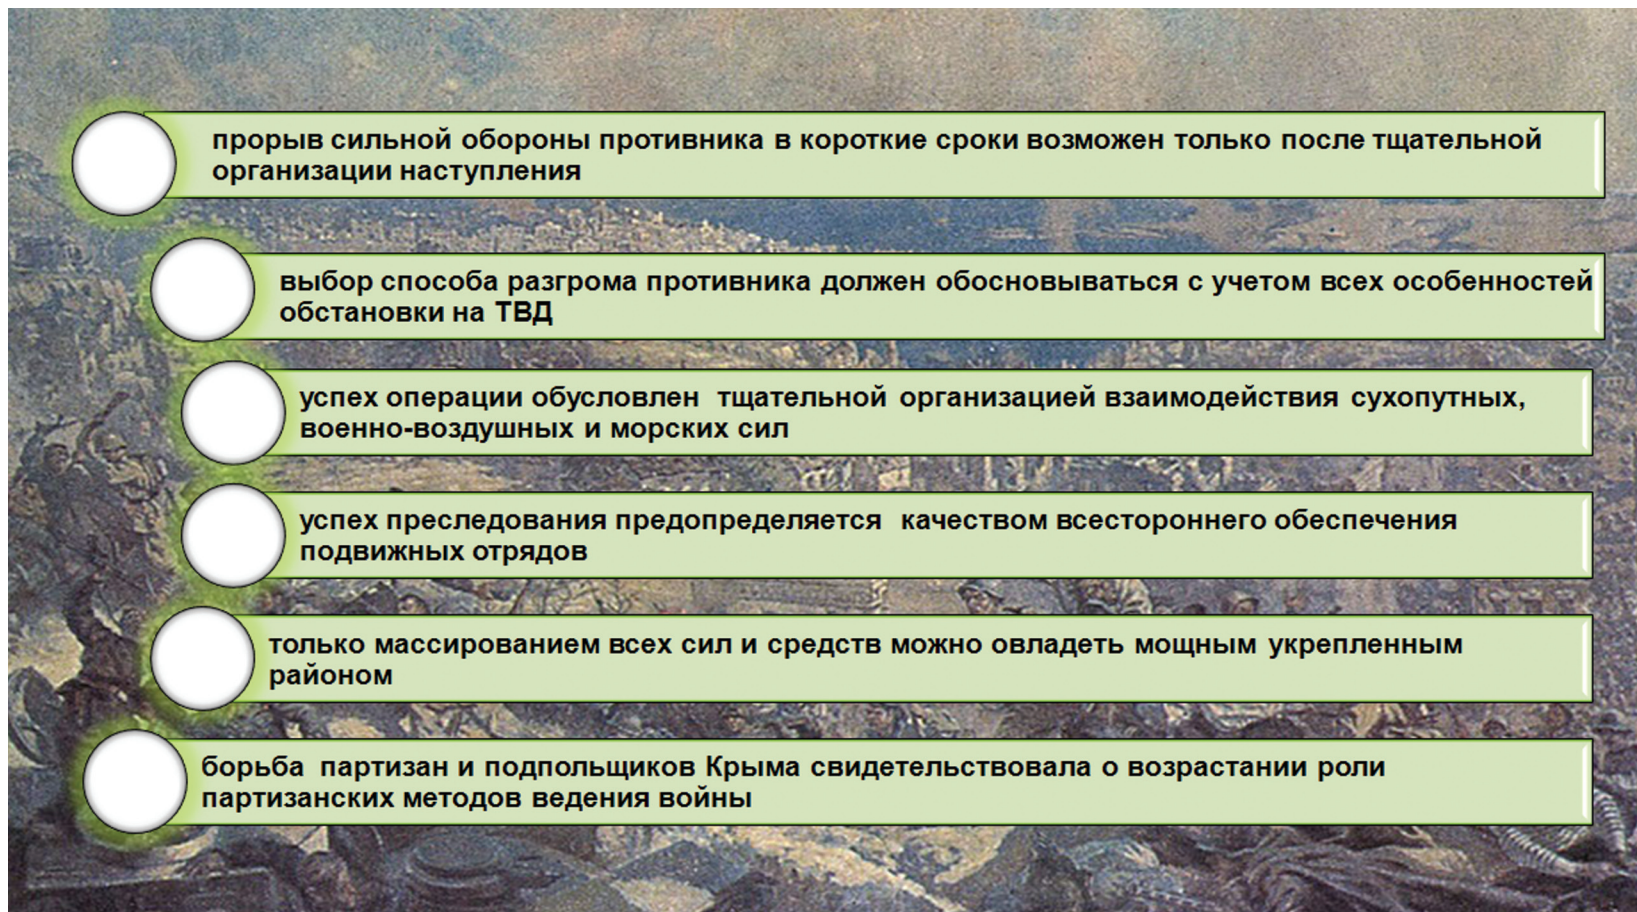 прорыв сильной обороны противника в короткие сроки возможен только после тщательной
организации наступления
выбор способа разгрома противника должен обосновываться с учетом всех особенностей
обстановки на ТВД
успех операции обусловлен тщательной организацией взаимодействия сухопутных,
военно-воздушных и морских сил
успех преследования предопределяется качеством всестороннего обеспечения
подвижных отрядов
только массированием всех сил и средств можно овладеть мощным укрепленным
районом
борьба партизан и подпольщиков Крыма свидетельствовала о возрастании роли
партизанских методов ведения войны